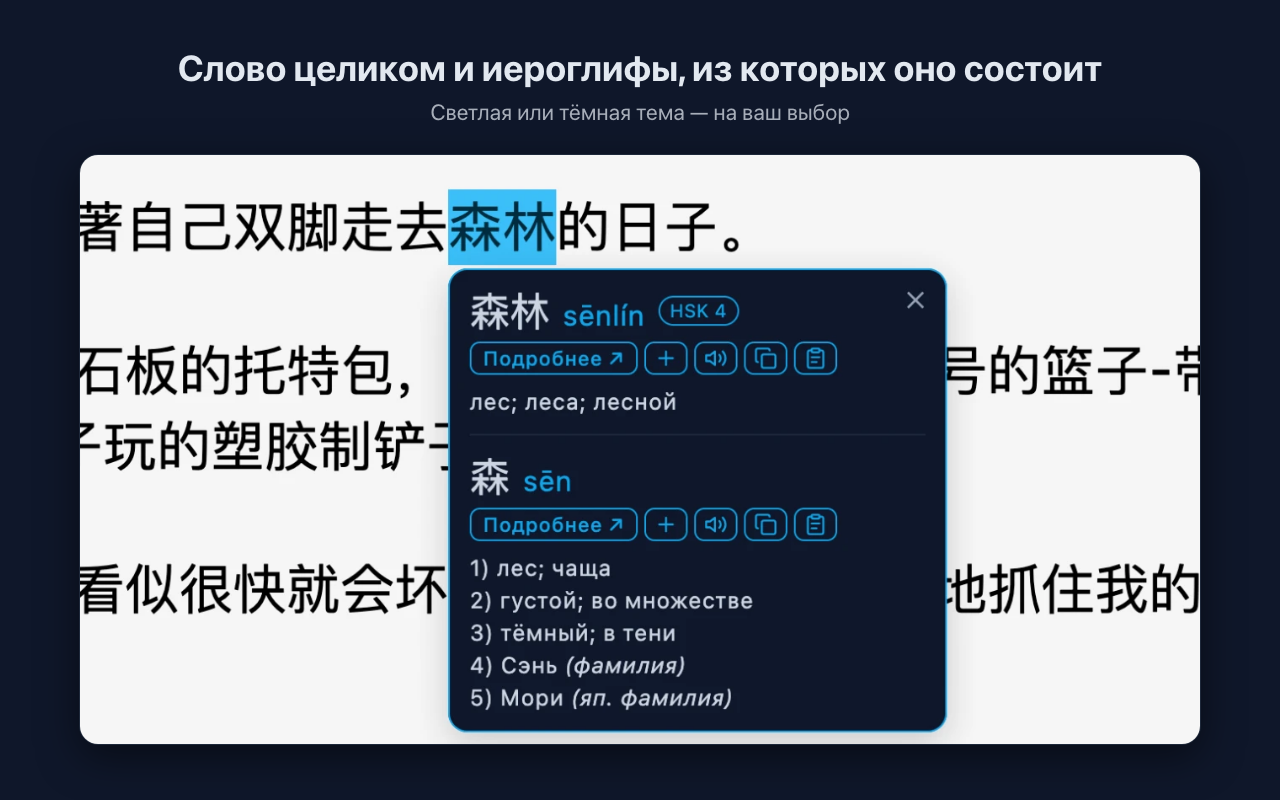 Слово целиком и иероглифы, из которых оно состоит
Светлая или тёмная тема — на ваш выбор
著自己双脚走去森林的日子。
石板的托特包，
号的篮子-带
子玩的塑胶制铲子
看似很快就会坏
地抓住我的
森林 sēnlín HSK 4
Подробнее ↗
лес; леса; лесной
森 sēn
Подробнее ↗
1) лес; чаща
2) густой; во множестве
3) тёмный; в тени
4) Сэнь (фамилия)
5) Мори (яп. фамилия)